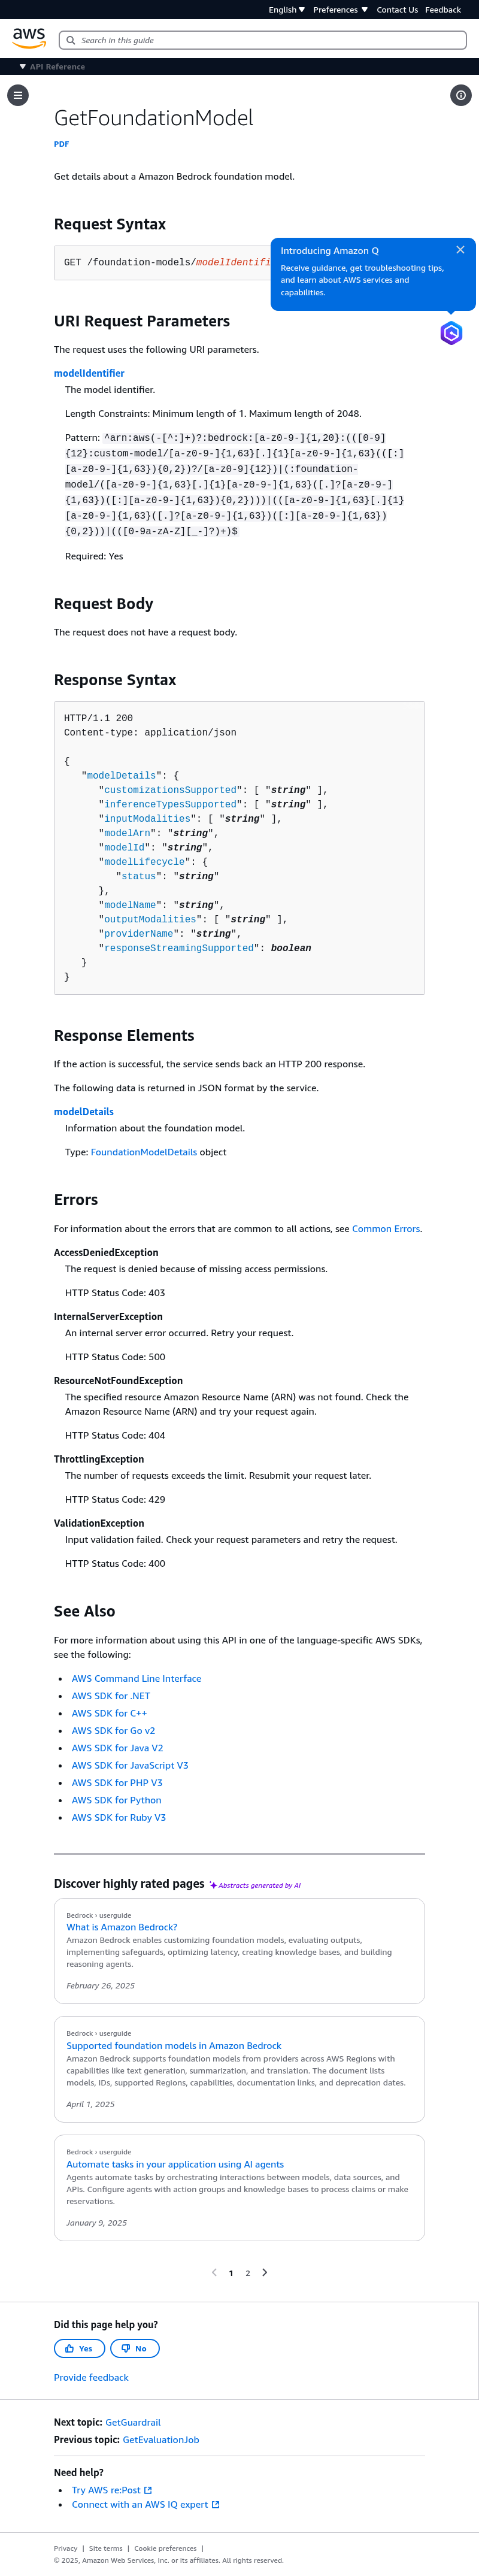 English Preferences Contact Us Feedback
aws
Search in this guide
API Reference
GetFoundationModel
PDF
Get details about a Amazon Bedrock foundation model.
Request Syntax
GET /foundation-models/modelIdentifi
Introducing Amazon Q
Receive guidance, get troubleshooting tips,
and learn about AWS services and
capabilities.
URI Request Parameters
The request uses the following URI parameters.
modelIdentifier
The model identifier.
Length Constraints: Minimum length of 1. Maximum length of 2048.
Pattern: ^arn:aws(-[^:]+)?:bedrock:[a-z0-9-]{1,20}:(([0-9]
{12}:custom-model/[a-z0-9-]{1,63}[.]{1}[a-z0-9-]{1,63}(([:]
[a-z0-9-]{1,63}){0,2})?/[a-z0-9]{12})|(:foundation-
model/([a-z0-9-]{1,63}[.]{1}[a-z0-9-]{1,63}([.]?[a-z0-9-]
{1,63})([:][a-z0-9-]{1,63}){0,2})))|(([a-z0-9-]{1,63}[.]{1}
[a-z0-9-]{1,63}([.]?[a-z0-9-]{1,63})([:][a-z0-9-]{1,63})
{0,2}))|(([0-9a-zA-Z][_-]?)+)$
Required: Yes
Request Body
The request does not have a request body.
Response Syntax
HTTP/1.1 200
Content-type: application/json
{
"modelDetails": {
"customizationsSupported": [ "string" ],
"inferenceTypesSupported": [ "string" ],
"inputModalities": [ "string" ],
"modelArn": "string",
"modelId": "string",
"modelLifecycle": {
"status": "string"
},
"modelName": "string",
"outputModalities": [ "string" ],
"providerName": "string",
"responseStreamingSupported": boolean
}
}
Response Elements
If the action is successful, the service sends back an HTTP 200 response.
The following data is returned in JSON format by the service.
modelDetails
Information about the foundation model.
Type: FoundationModelDetails object
Errors
For information about the errors that are common to all actions, see Common Errors.
AccessDeniedException
The request is denied because of missing access permissions.
HTTP Status Code: 403
InternalServerException
An internal server error occurred. Retry your request.
HTTP Status Code: 500
ResourceNotFoundException
The specified resource Amazon Resource Name (ARN) was not found. Check the
Amazon Resource Name (ARN) and try your request again.
HTTP Status Code: 404
ThrottlingException
The number of requests exceeds the limit. Resubmit your request later.
HTTP Status Code: 429
ValidationException
Input validation failed. Check your request parameters and retry the request.
HTTP Status Code: 400
See Also
For more information about using this API in one of the language-specific AWS SDKs,
see the following:
• AWS Command Line Interface
• AWS SDK for .NET
• AWS SDK for C++
• AWS SDK for Go v2
• AWS SDK for Java V2
• AWS SDK for JavaScript V3
• AWS SDK for PHP V3
• AWS SDK for Python
• AWS SDK for Ruby V3
Discover highly rated pages Abstracts generated by AI
Bedrock › userguide
What is Amazon Bedrock?
Amazon Bedrock enables customizing foundation models, evaluating outputs,
implementing safeguards, optimizing latency, creating knowledge bases, and building
reasoning agents.
February 26, 2025
Bedrock › userguide
Supported foundation models in Amazon Bedrock
Amazon Bedrock supports foundation models from providers across AWS Regions with
capabilities like text generation, summarization, and translation. The document lists
models, IDs, supported Regions, capabilities, documentation links, and deprecation dates.
April 1, 2025
Bedrock › userguide
Automate tasks in your application using AI agents
Agents automate tasks by orchestrating interactions between models, data sources, and
APIs. Configure agents with action groups and knowledge bases to process claims or make
reservations.
January 9, 2025
1 2
Did this page help you?
Yes No
Provide feedback
Next topic: GetGuardrail
Previous topic: GetEvaluationJob
Need help?
• Try AWS re:Post
• Connect with an AWS IQ expert
Privacy | Site terms | Cookie preferences |
© 2025, Amazon Web Services, Inc. or its affiliates. All rights reserved.